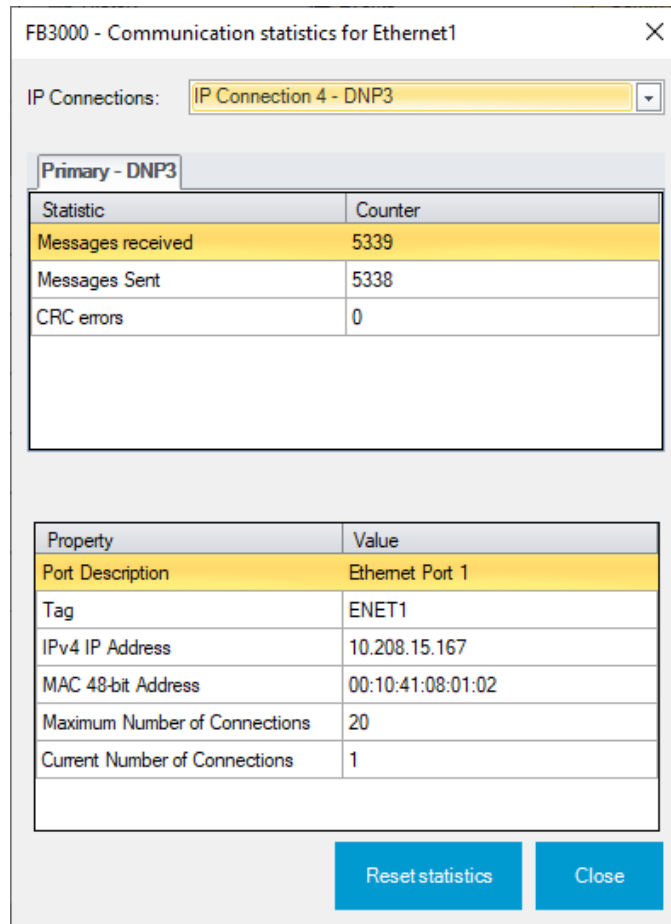 FB3000 - Communication statistics for Ethernet1
IP Connections: IP Connection 4 - DNP3
Primary - DNP3
Statistic Counter
Messages received 5339
Messages Sent 5338
CRC errors 0
Property Value
Port Description Ethernet Port 1
Tag ENET1
IPv4 IP Address 10.208.15.167
MAC 48-bit Address 00:10:41:08:01:02
Maximum Number of Connections 20
Current Number of Connections 1
Reset statistics Close